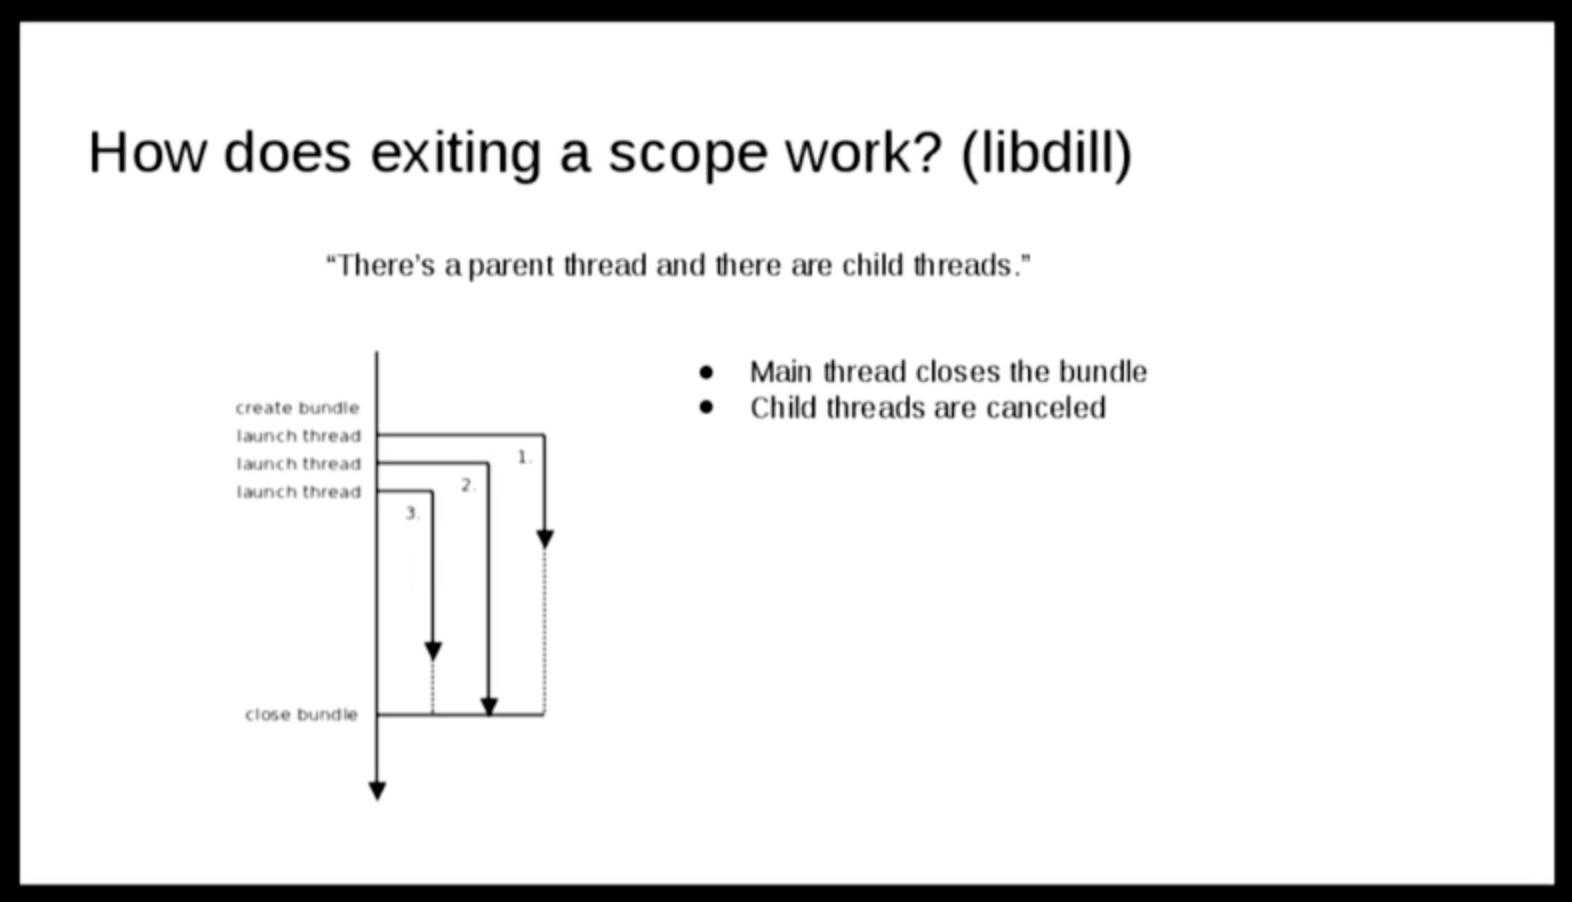 How does exiting a scope work? (libdill)
“There’s a parent thread and there are child threads.”
● Main thread closes the bundle
● Child threads are canceled
create bundle
launch thread
launch thread
launch thread
1.
2.
3.
close bundle